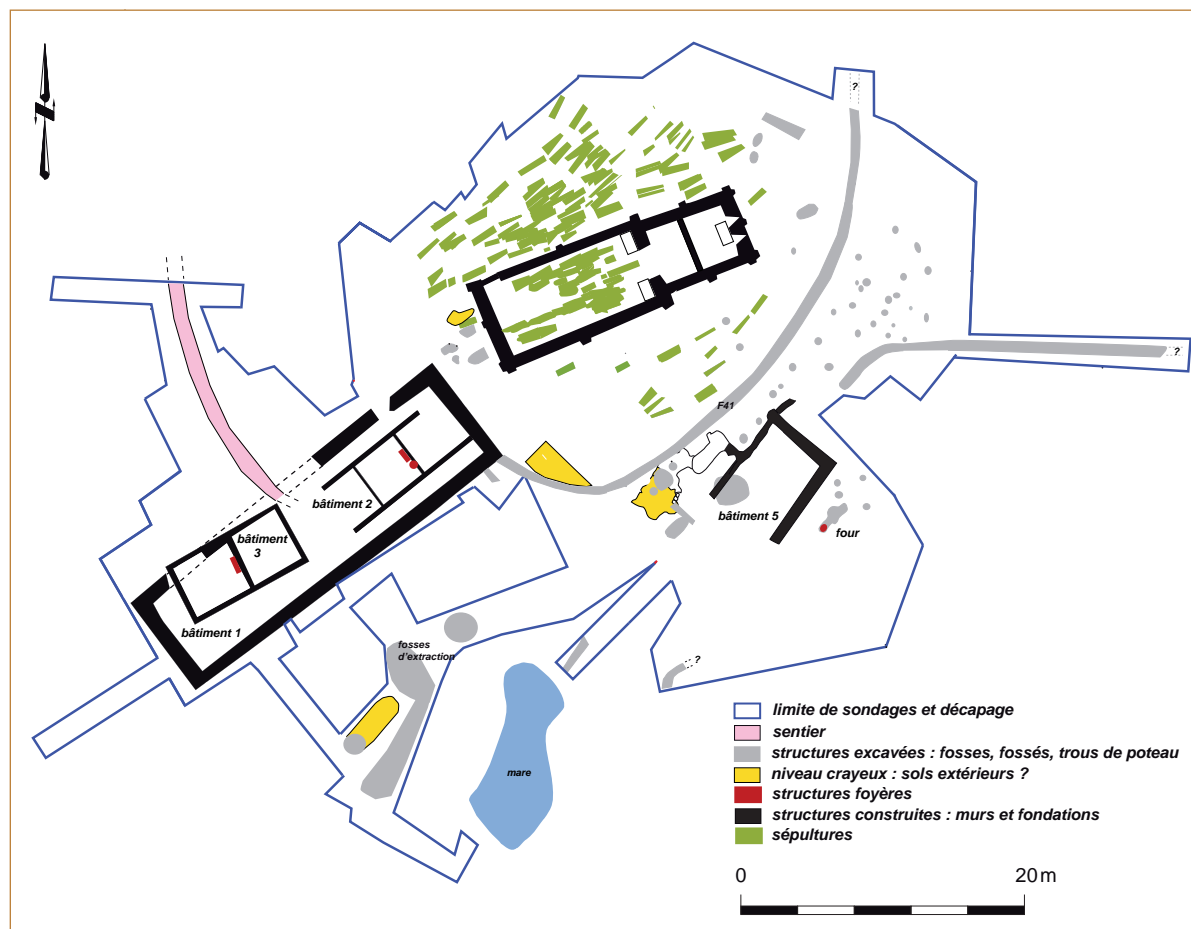 N
?
?
F41
bâtiment 2
bâtiment 5
bâtiment
3
four
bâtiment 1
fosses
d'extraction
?
mare
limite de sondages et décapage
sentier
structures excavées : fosses, fossés, trous de poteau
niveau crayeux : sols extérieurs ?
structures foyères
structures construites : murs et fondations
sépultures
0 20 m